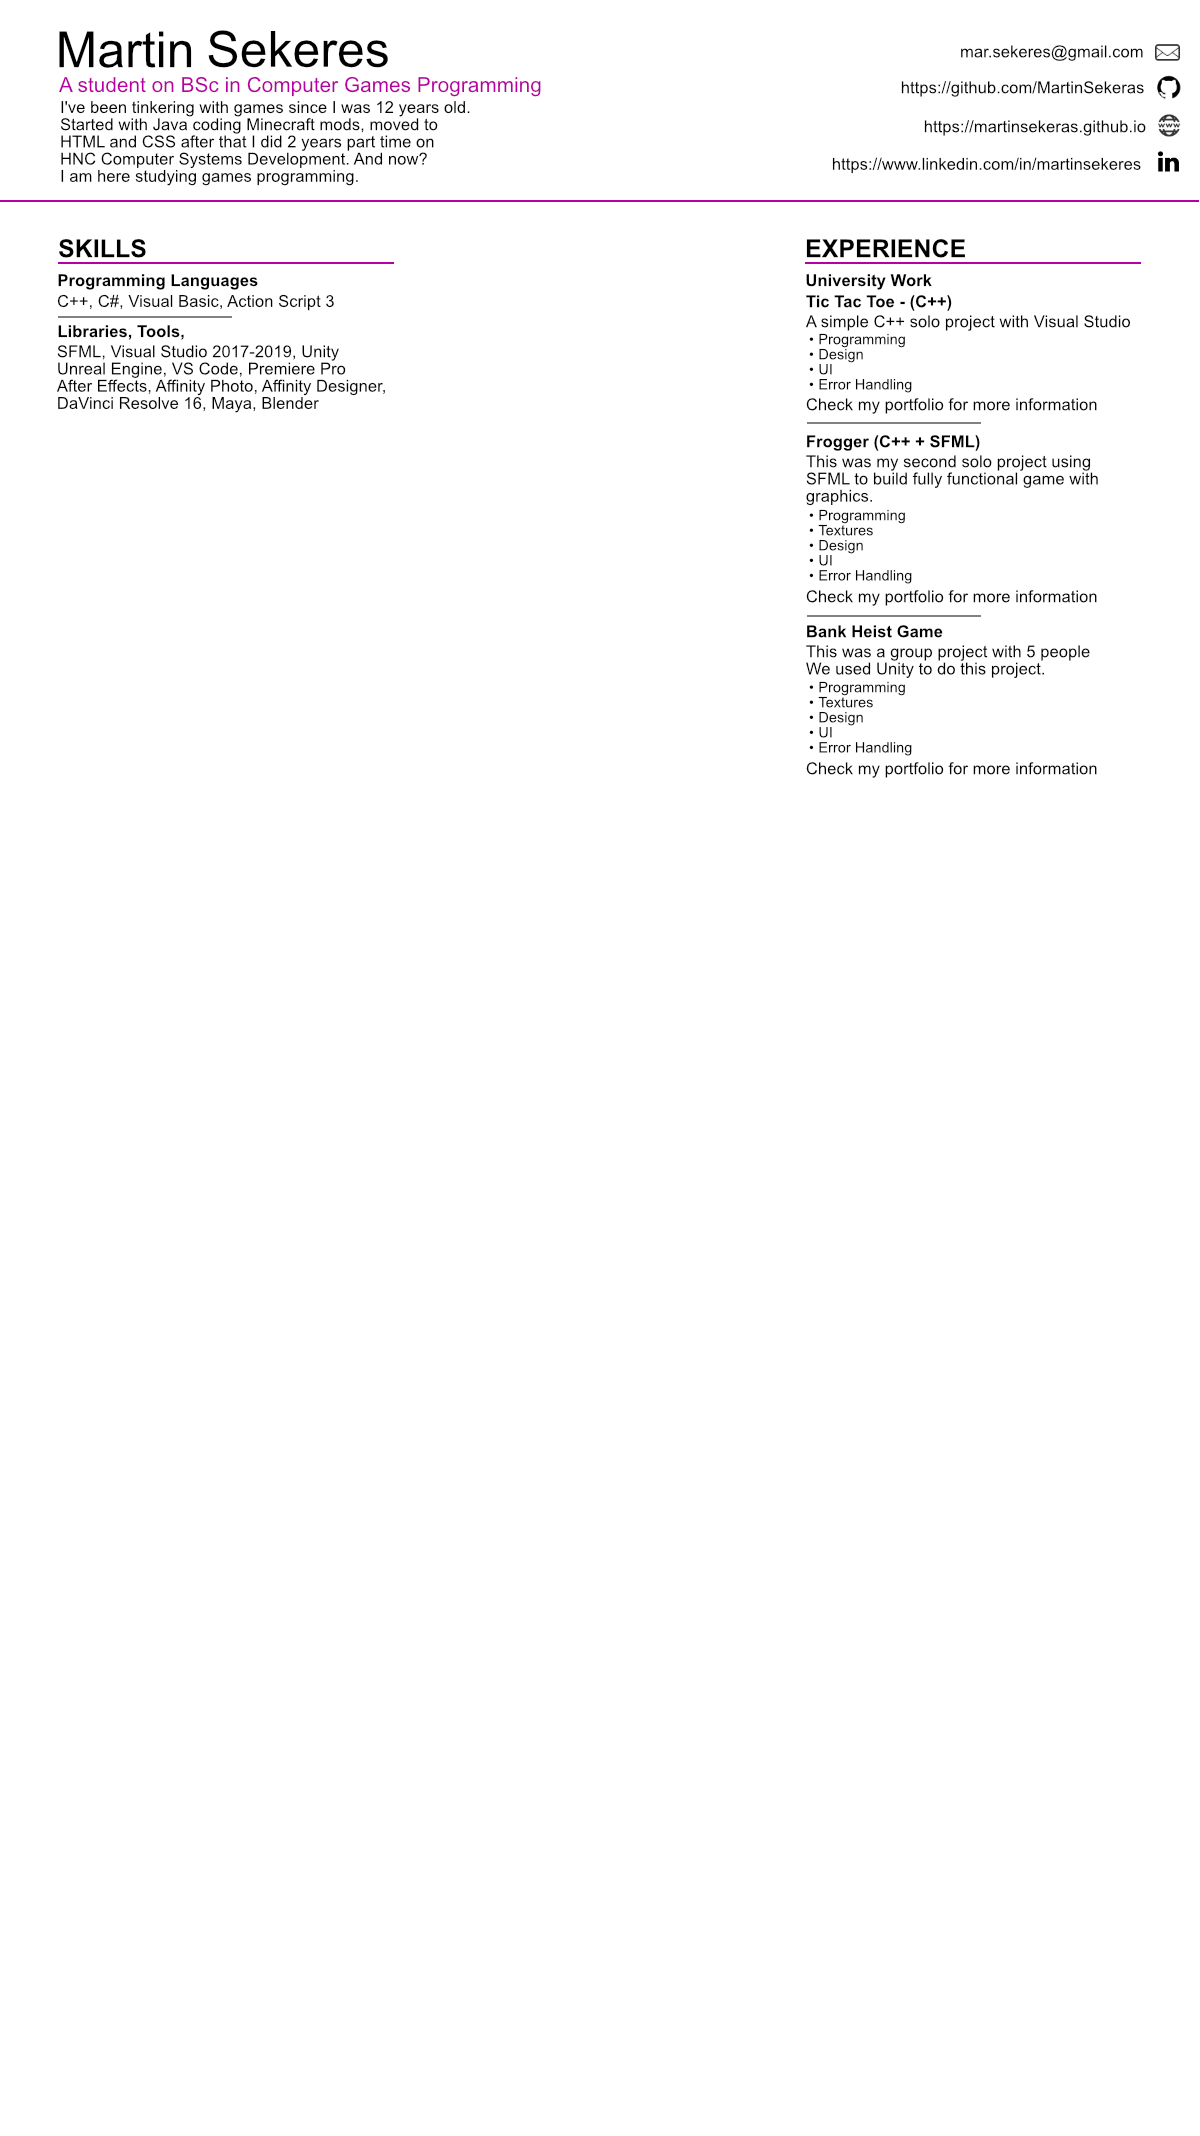 Martin Sekeres
A student on BSc in Computer Games Programming
I've been tinkering with games since I was 12 years old.
Started with Java coding Minecraft mods, moved to
HTML and CSS after that I did 2 years part time on
HNC Computer Systems Development. And now?
I am here studying games programming.
mar.sekeres@gmail.com
https://github.com/MartinSekeras
https://martinsekeras.github.io
www
https://www.linkedin.com/in/martinsekeres
in
SKILLS
Programming Languages
C++, C#, Visual Basic, Action Script 3
Libraries, Tools,
SFML, Visual Studio 2017-2019, Unity
Unreal Engine, VS Code, Premiere Pro
After Effects, Affinity Photo, Affinity Designer,
DaVinci Resolve 16, Maya, Blender
EXPERIENCE
University Work
Tic Tac Toe - (C++)
A simple C++ solo project with Visual Studio
• Programming
• Design
• UI
• Error Handling
Check my portfolio for more information
Frogger (C++ + SFML)
This was my second solo project using
SFML to build fully functional game with
graphics.
• Programming
• Textures
• Design
• UI
• Error Handling
Check my portfolio for more information
Bank Heist Game
This was a group project with 5 people
We used Unity to do this project.
• Programming
• Textures
• Design
• UI
• Error Handling
Check my portfolio for more information